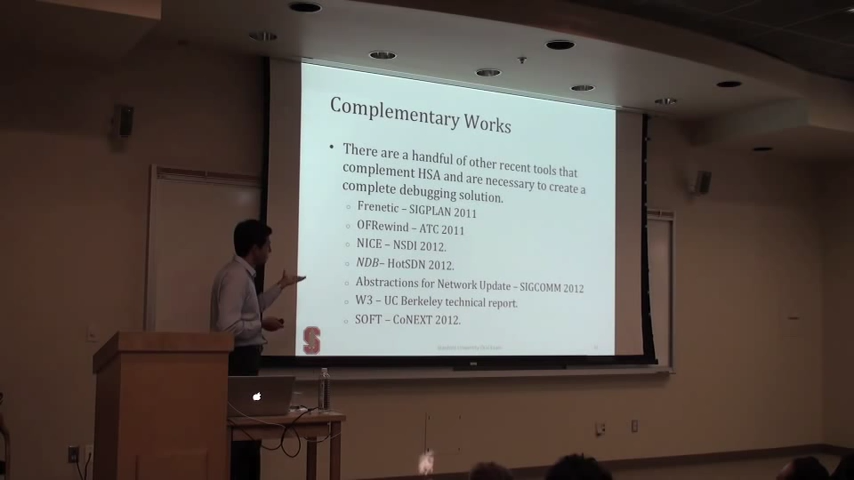 Complementary Works
• There are a handful of other recent tools that
complement HSA and are necessary to create a
complete debugging solution.
○ Frenetic – SIGPLAN 2011
○ OFRewind – ATC 2011
○ NICE – NSDI 2012.
○ NDB– HotSDN 2012.
○ Abstractions for Network Update – SIGCOMM 2012
○ W3 – UC Berkeley technical report.
○ SOFT – CoNEXT 2012.
S